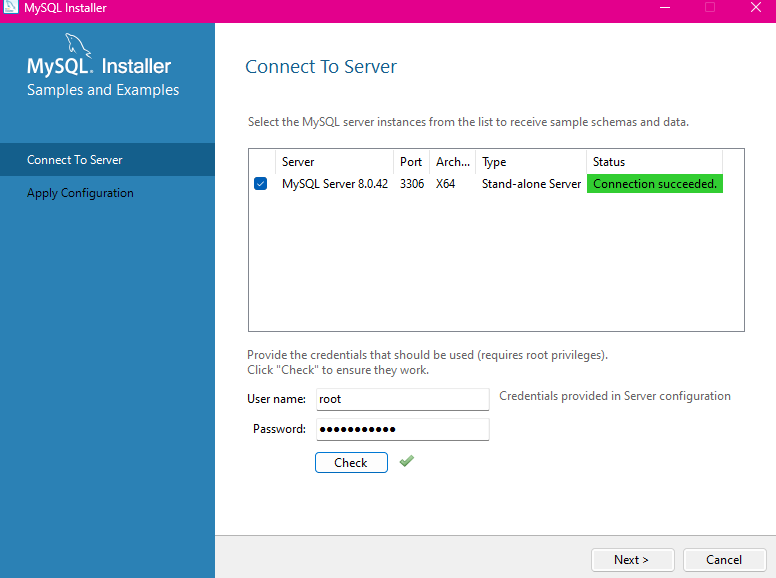 MySQL Installer
MySQL. Installer
Samples and Examples
Connect To Server
Apply Configuration
Connect To Server
Select the MySQL server instances from the list to receive sample schemas and data.
Server Port Arch... Type Status
MySQL Server 8.0.42 3306 X64 Stand-alone Server Connection succeeded.
Provide the credentials that should be used (requires root privileges).
Click "Check" to ensure they work.
User name: root Credentials provided in Server configuration
Password: ●●●●●●●●●●●
Check
Next > Cancel